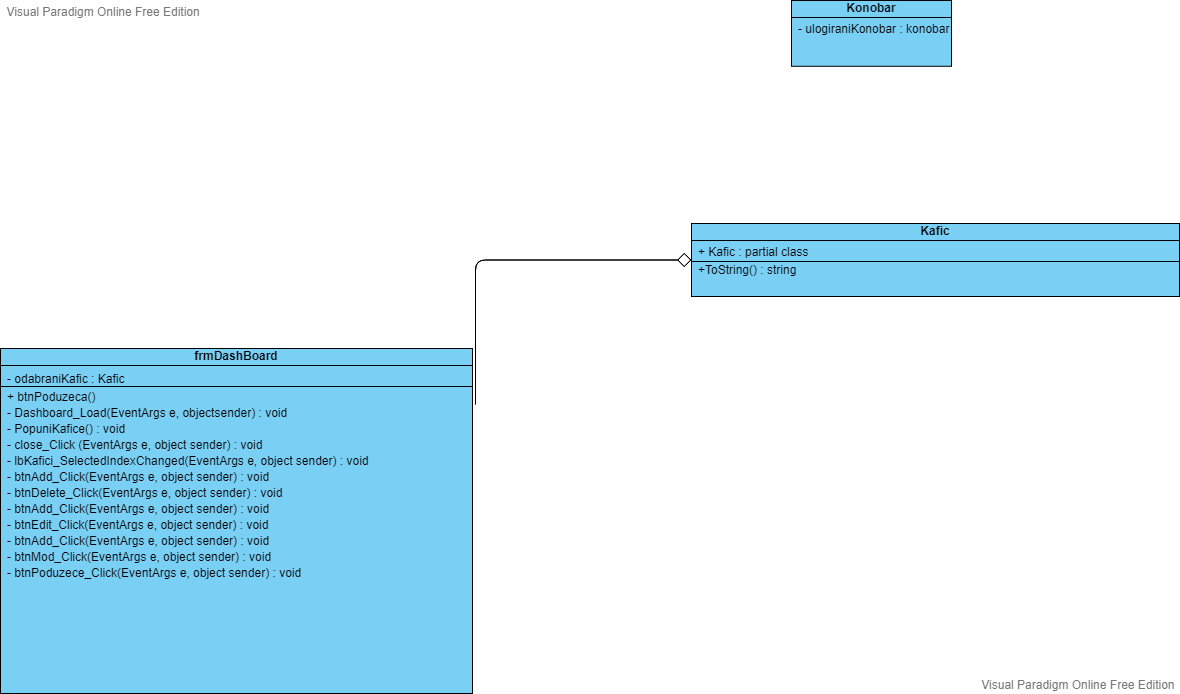 Visual Paradigm Online Free Edition
Konobar
- ulogiraniKonobar : konobar
Kafic
+ Kafic : partial class
+ToString() : string
frmDashBoard
- odabraniKafic : Kafic
+ btnPoduzeca()
- Dashboard_Load(EventArgs e, objectsender) : void
- PopuniKafice() : void
- close_Click (EventArgs e, object sender) : void
- lbKafici_SelectedIndexChanged(EventArgs e, object sender) : void
- btnAdd_Click(EventArgs e, object sender) : void
- btnDelete_Click(EventArgs e, object sender) : void
- btnAdd_Click(EventArgs e, object sender) : void
- btnEdit_Click(EventArgs e, object sender) : void
- btnAdd_Click(EventArgs e, object sender) : void
- btnMod_Click(EventArgs e, object sender) : void
- btnPoduzece_Click(EventArgs e, object sender) : void
Visual Paradigm Online Free Edition